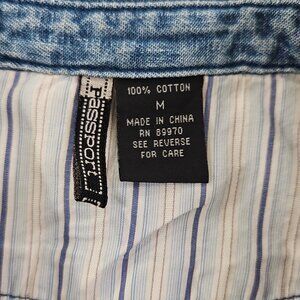 Passport
100% COTTON
M
MADE IN CHINA
RN 89970
SEE REVERSE
FOR CARE